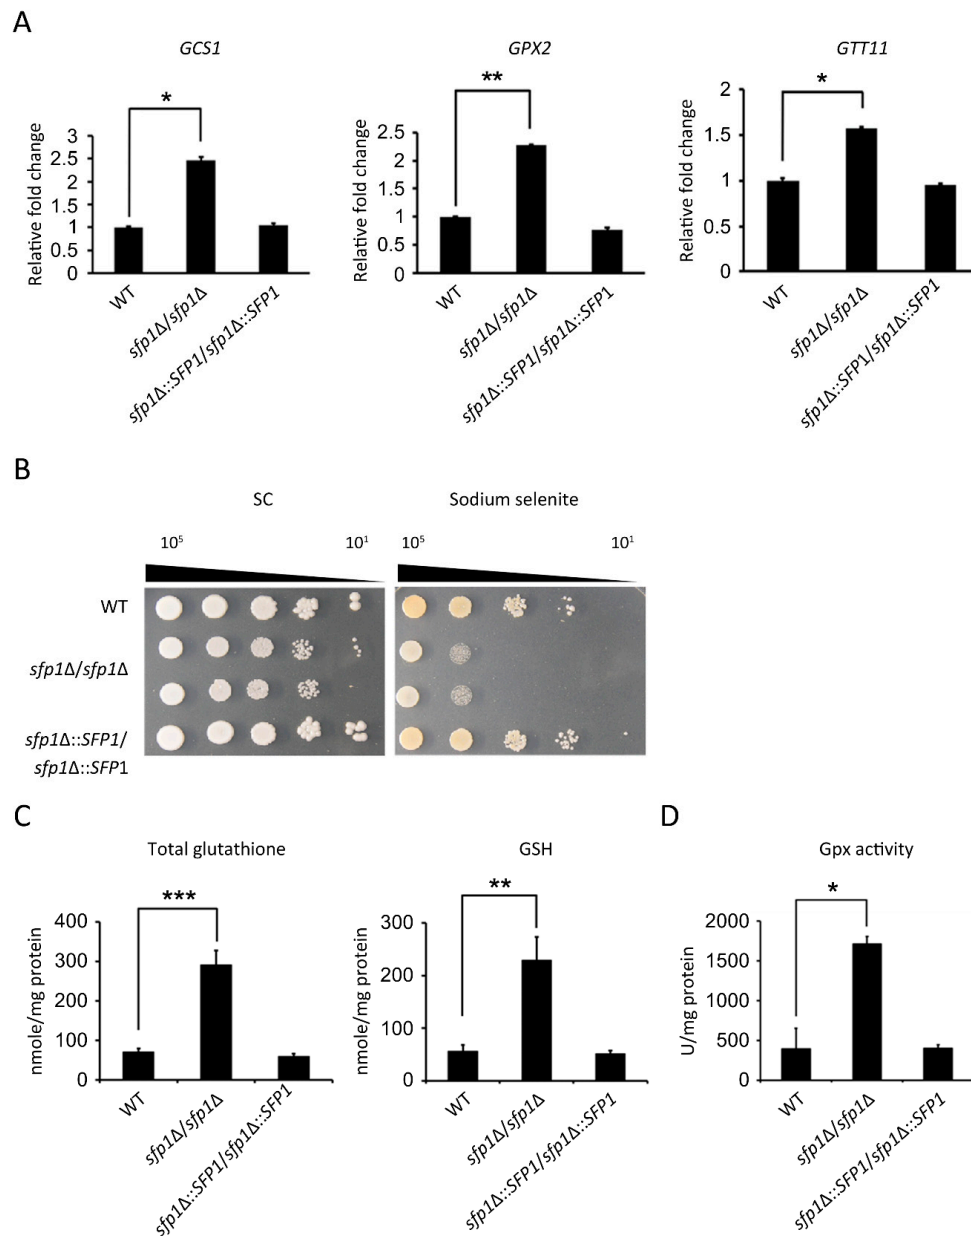 A
GCS1
GPX2
GTT11
*
**
*
Relative fold change
3
2.5
2
1.5
1
0.5
0
WT
sfp1Δ/sfp1Δ
sfp1Δ::SFP1/sfp1Δ::SFP1
Relative fold change
2.5
2
1.5
1
0.5
0
WT
sfp1Δ/sfp1Δ
sfp1Δ::SFP1/sfp1Δ::SFP1
Relative fold change
2
1.5
1
0.5
0
WT
sfp1Δ/sfp1Δ
sfp1Δ::SFP1/sfp1Δ::SFP1
B
SC
Sodium selenite
10⁵
10¹
10⁵
10¹
WT
sfp1Δ/sfp1Δ
sfp1Δ::SFP1/
sfp1Δ::SFP1
C
Total glutathione
***
nmole/mg protein
400
300
200
100
0
WT
sfp1Δ/sfp1Δ
sfp1Δ::SFP1/sfp1Δ::SFP1
GSH
**
nmole/mg protein
300
200
100
0
WT
sfp1Δ/sfp1Δ
sfp1Δ::SFP1/sfp1Δ::SFP1
D
Gpx activity
*
U/mg protein
2000
1500
1000
500
0
WT
sfp1Δ/sfp1Δ
sfp1Δ::SFP1/sfp1Δ::SFP1